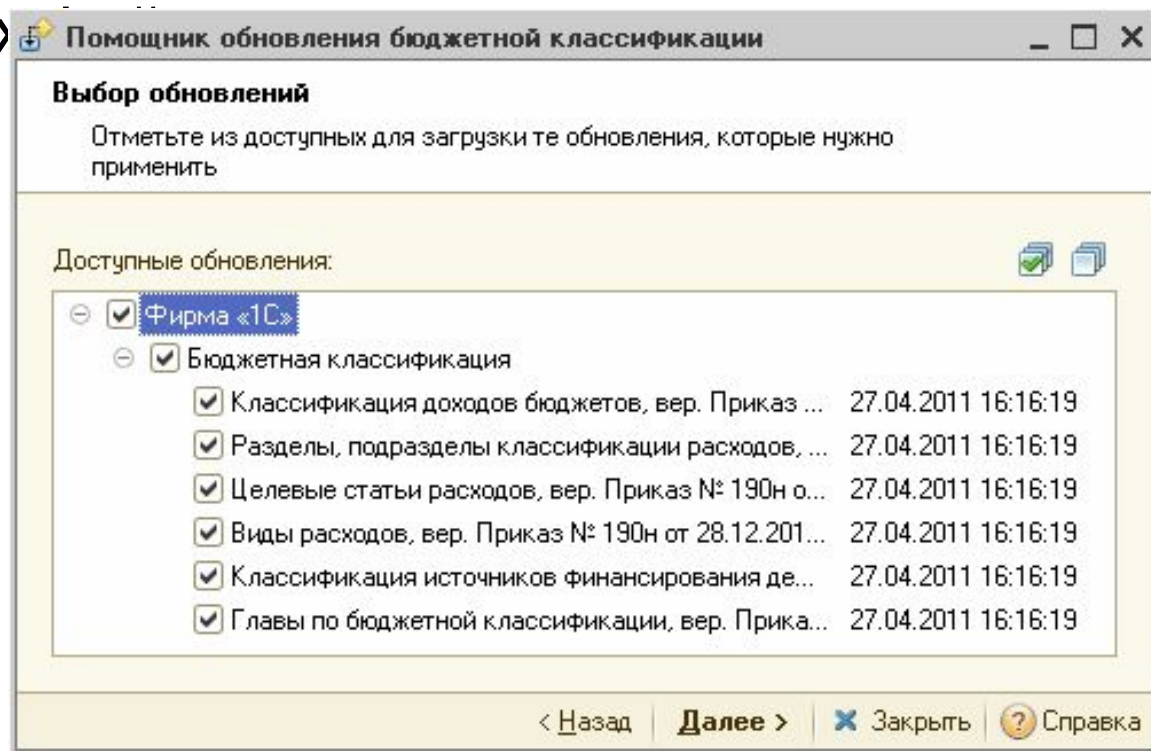 Помощник обновления бюджетной классификации
Выбор обновлений
Отметьте из доступных для загрузки те обновления, которые нужно
применить
Доступные обновления:
Фирма «1С»
Бюджетная классификация
Классификация доходов бюджетов, вер. Приказ ... 27.04.2011 16:16:19
Разделы, подразделы классификации расходов, ... 27.04.2011 16:16:19
Целевые статьи расходов, вер. Приказ № 190н о... 27.04.2011 16:16:19
Виды расходов, вер. Приказ № 190н от 28.12.201... 27.04.2011 16:16:19
Классификация источников финансирования де... 27.04.2011 16:16:19
Главы по бюджетной классификации, вер. Прика... 27.04.2011 16:16:19
< Назад Далее > Закрыть ? Справка